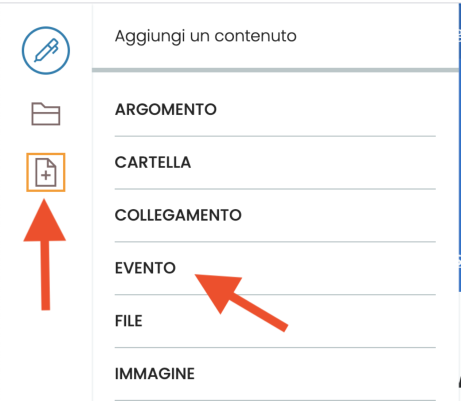 Aggiungi un contenuto
ARGOMENTO
CARTELLA
COLLEGAMENTO
EVENTO
FILE
IMMAGINE